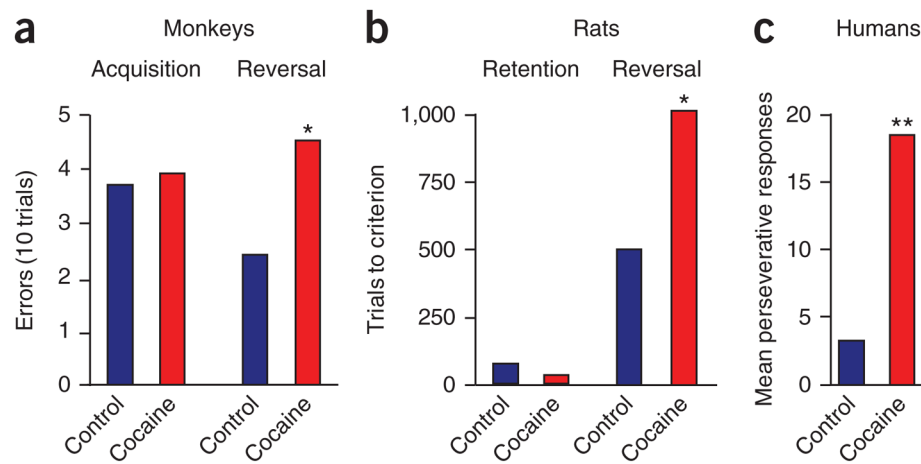 a
Monkeys
Acquisition
Reversal
Errors (10 trials)
5
4
3
2
1
0
Control
Cocaine
*
Control
Cocaine
b
Rats
Retention
Reversal
Trials to criterion
1,000
750
500
250
0
Control
Cocaine
*
Control
Cocaine
c
Humans
Mean perseverative responses
20
15
10
5
0
**
Control
Cocaine